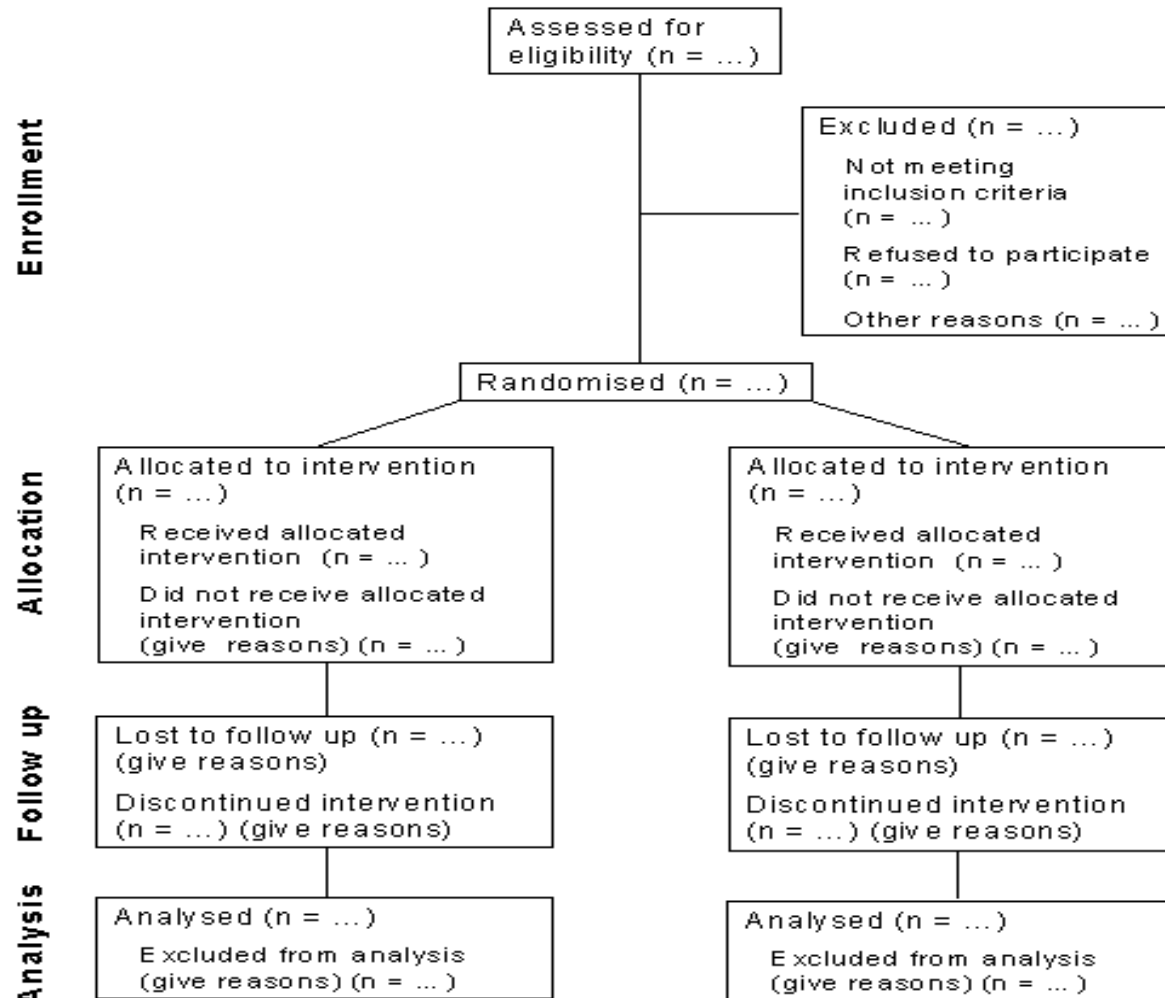 Assessed for
eligibility (n = ...)
Enrollment
Excluded (n = ...)
Not meeting
inclusion criteria
(n = ... )
Refused to participate
(n = ... )
Other reasons (n = ... )
Randomised (n = ...)
Allocation
Allocated to intervention
(n = ...)
Received allocated
intervention (n = ... )
Did not receive allocated
intervention
(give reasons) (n = ... )
Allocated to intervention
(n = ...)
Received allocated
intervention (n = ... )
Did not receive allocated
intervention
(give reasons) (n = ... )
Follow up
Lost to follow up (n = ...)
(give reasons)
Discontinued intervention
(n = ...) (give reasons)
Lost to follow up (n = ...)
(give reasons)
Discontinued intervention
(n = ...) (give reasons)
Analysis
Analysed (n = ...)
Excluded from analysis
(give reasons) (n = ... )
Analysed (n = ...)
Excluded from analysis
(give reasons) (n = ... )